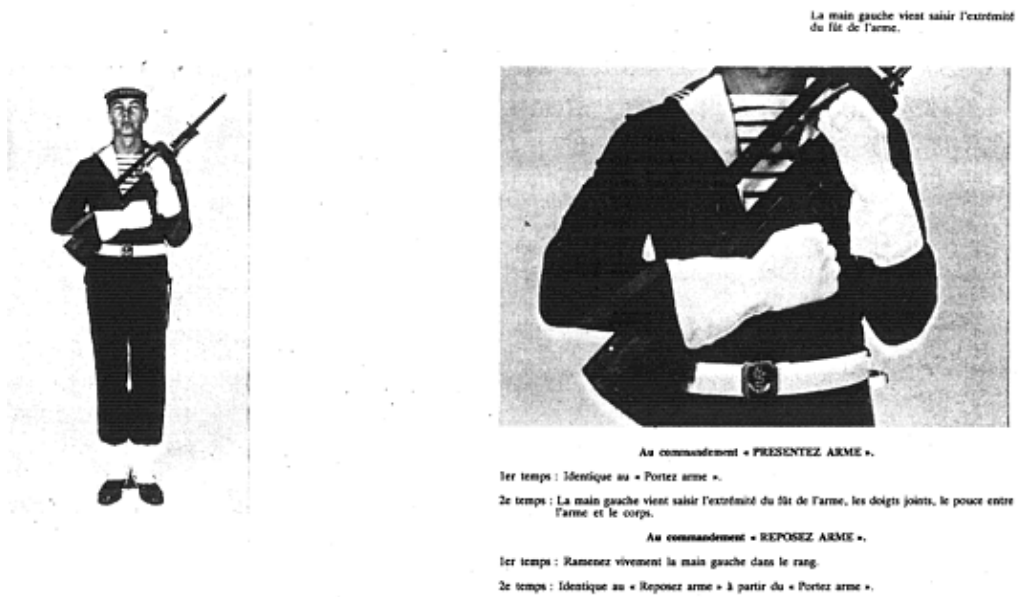 La main gauche vient saisir l'extrémité
du fût de l'arme.
Au commandement « PRESENTEZ ARME ».
1er temps : Identique au « Portez arme ».
2e temps : La main gauche vient saisir l'extrémité du fût de l'arme, les doigts joints, le pouce entre
l'arme et le corps.
Au commandement « REPOSEZ ARME ».
1er temps : Ramenez vivement la main gauche dans le rang.
2e temps : Identique au « Reposez arme » à partir du « Portez arme ».